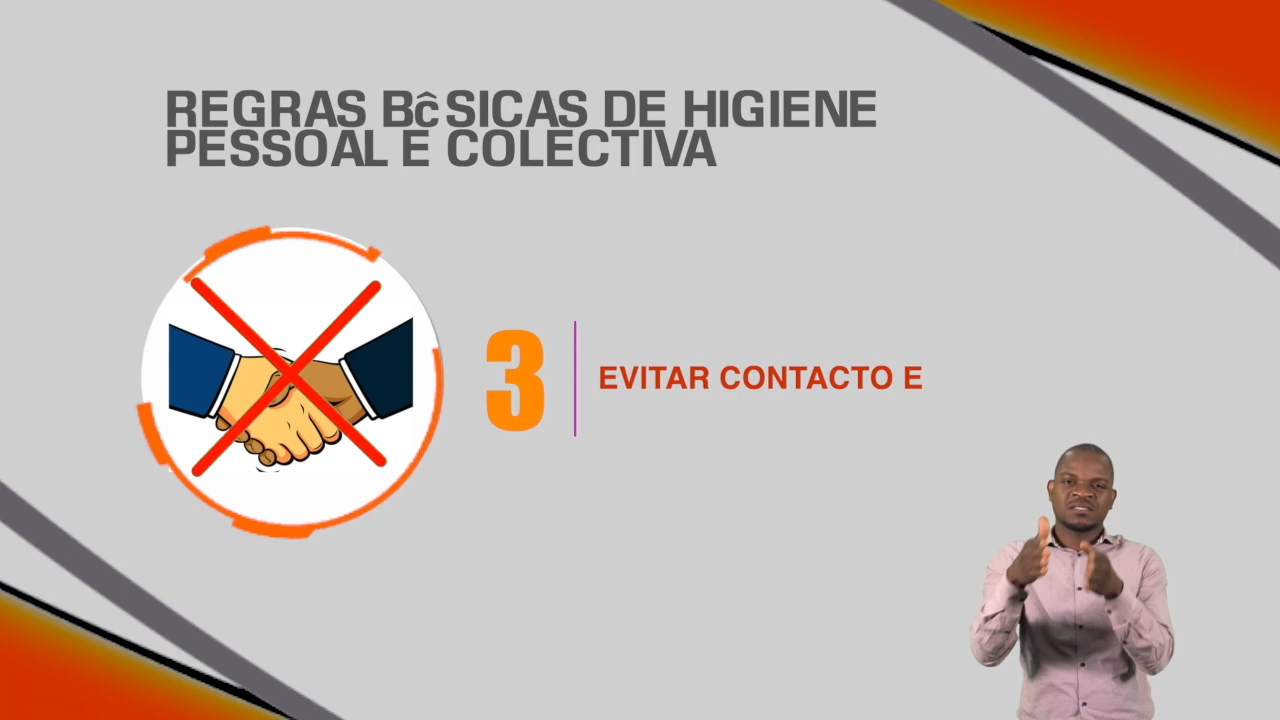 REGRAS BĉSICAS DE HIGIENE
PESSOAL E COLECTIVA
3
EVITAR CONTACTO E